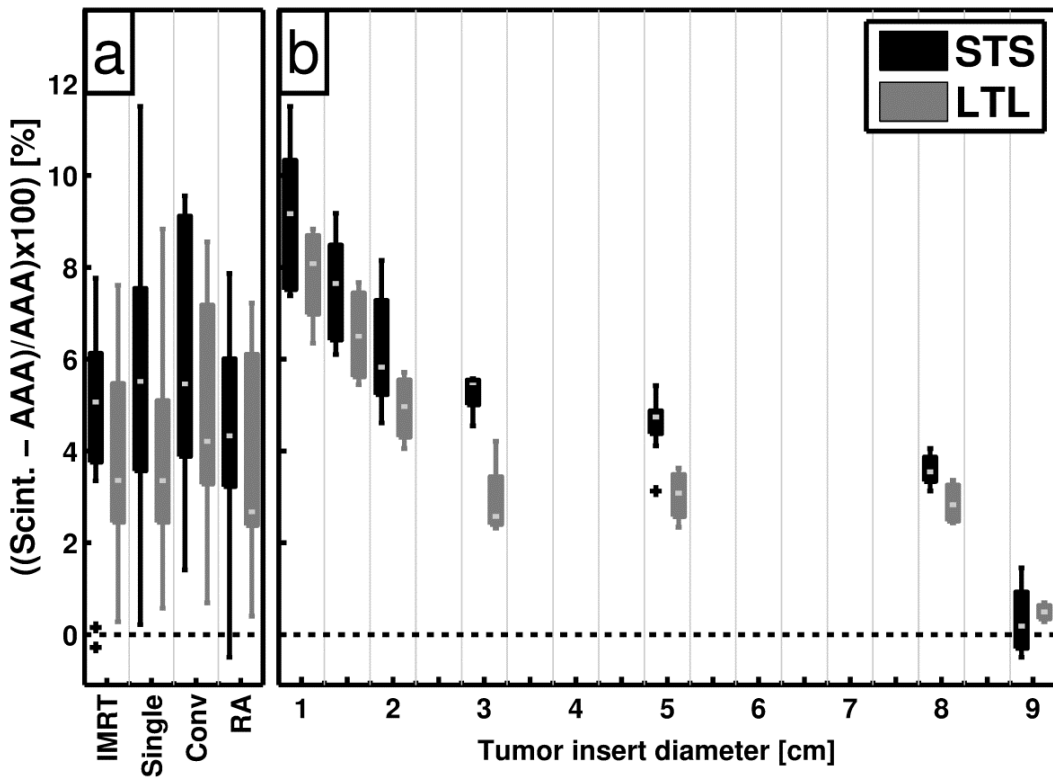 a
b
STS
LTL
((Scint. – AAA)/AAA)x100) [%]
12
10
8
6
4
2
0
IMRT
Single
Conv
RA
1 2 3 4 5 6 7 8 9
Tumor insert diameter [cm]